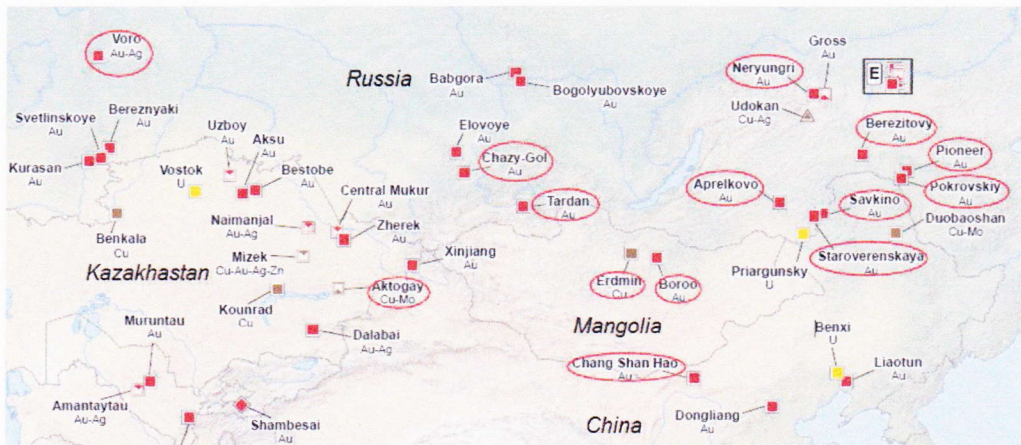 Voro
Au-Ag
Russia
Babgora
Au
Bogolyubovskoye
Au
Gross
Au
Neryungri
Au
E
Udokan
Cu-Ag
Bereznyaki
Au
Svetlinskoye
Au
Kurasan
Au
Uzboy
Au
Aksu
Au
Vostok
U
Bestobe
Au
Elovoye
Au
Chazy-Gol
Au
Berezitovy
Au
Pioneer
Au
Pokrovskiy
Au
Central Mukur
Au
Tardan
Au
Aprelkovo
Au
Savkino
Au
Duobaoshan
Cu-Mo
Benkala
Cu
Naimanjal
Au-Ag
Zherek
Au
Xinjiang
Au
Staroverenskaya
Au
Mizek
Cu-Au-Ag-Zn
Kazakhastan
Aktogay
Cu-Mo
Erdmin
Cu
Boroo
Au
Priargunsky
U
Kounrad
Cu
Muruntau
Au
Dalabai
Au-Ag
Mangolia
Benxi
U
Chang Shan Hao
Au
Liaotun
Au
Amantaytau
Au-Ag
Shambesai
Au
China
Dongliang
Au